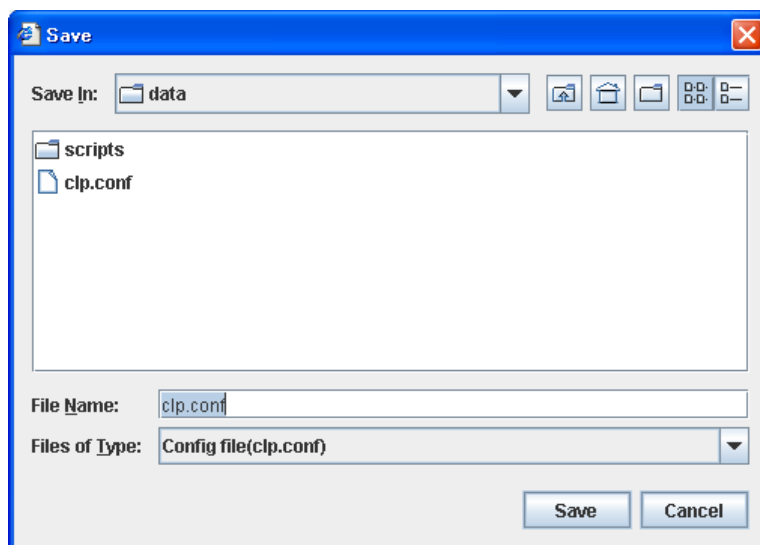 Save
Save In: data
scripts
clp.conf
File Name: clp.conf
Files of Type: Config file(clp.conf)
Save Cancel